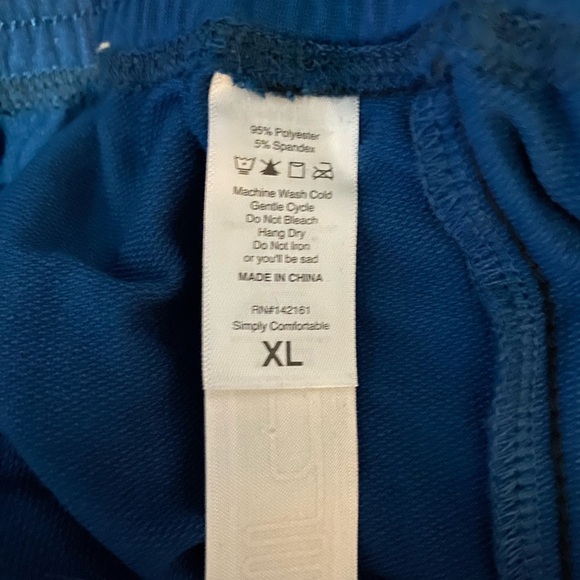 95% Polyester
5% Spandex
Machine Wash Cold
Gentle Cycle
Do Not Bleach
Hang Dry
Do Not Iron
or you'll be sad
MADE IN CHINA
RN#142161
Simply Comfortable
XL